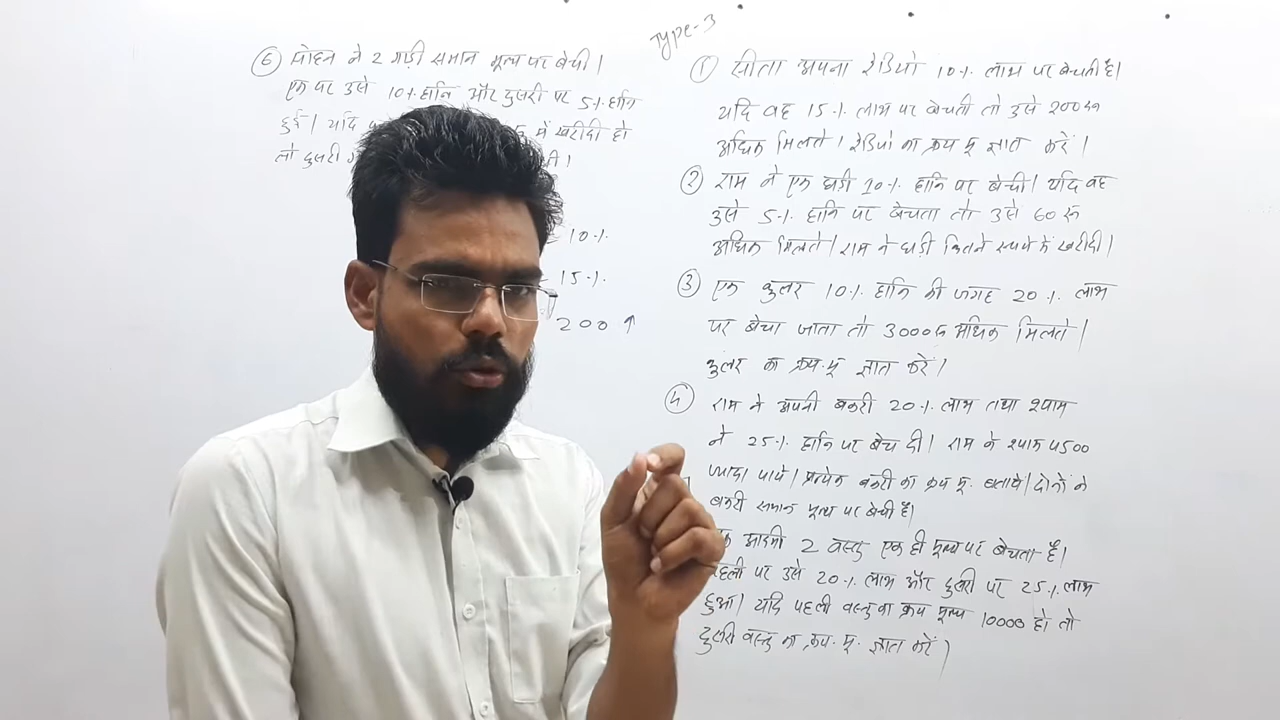 Type-3
① सीता अपना रेडियो 10% लाभ पर बेचती है।
यदि वह 15% लाभ पर बेचती तो उसे 200रू
अधिक मिलते। रेडियो का क्रय मू ज्ञात करें।
② राम ने एक घड़ी 20% हानि पर बेची। यदि वह
उसे 5% हानि पर बेचता तो उसे 60 रू
अधिक मिलते। राम ने घड़ी कितने रूपये में खरीदी।
③ एक कुलर 10% हानि की जगह 20% लाभ
पर बेचा जाता तो 3000रू अधिक मिलते।
कुलर का क्रय.मू ज्ञात करें।
④ राम ने अपनी बकरी 20% लाभ तथा श्याम
ने 25% हानि पर बेच दी। राम ने श्याम 4500
ज्यादा पाये। प्रत्येक बकरी का क्रय मू. बताये। दोनों ने
बकरी समान मूल्य पर बेची है।
आदमी 2 वस्तु एक ही मूल्य पर बेचता है।
पर उसे 20% लाभ और दुसरी पर 25% लाभ
हुआ। यदि पहली वस्तु का क्रय मूल्य 10000 हो तो
दुसरी वस्तु का क्रय.मू. ज्ञात करें।
⑥ मोहन ने 2 गाड़ी समान मूल्य पर बेची।
एक पर उसे 10% हानि और दुसरी पर 5% हानि
हुई। यदि में खरीदी हो
तो दुसरी
10%
15%
200 ↑